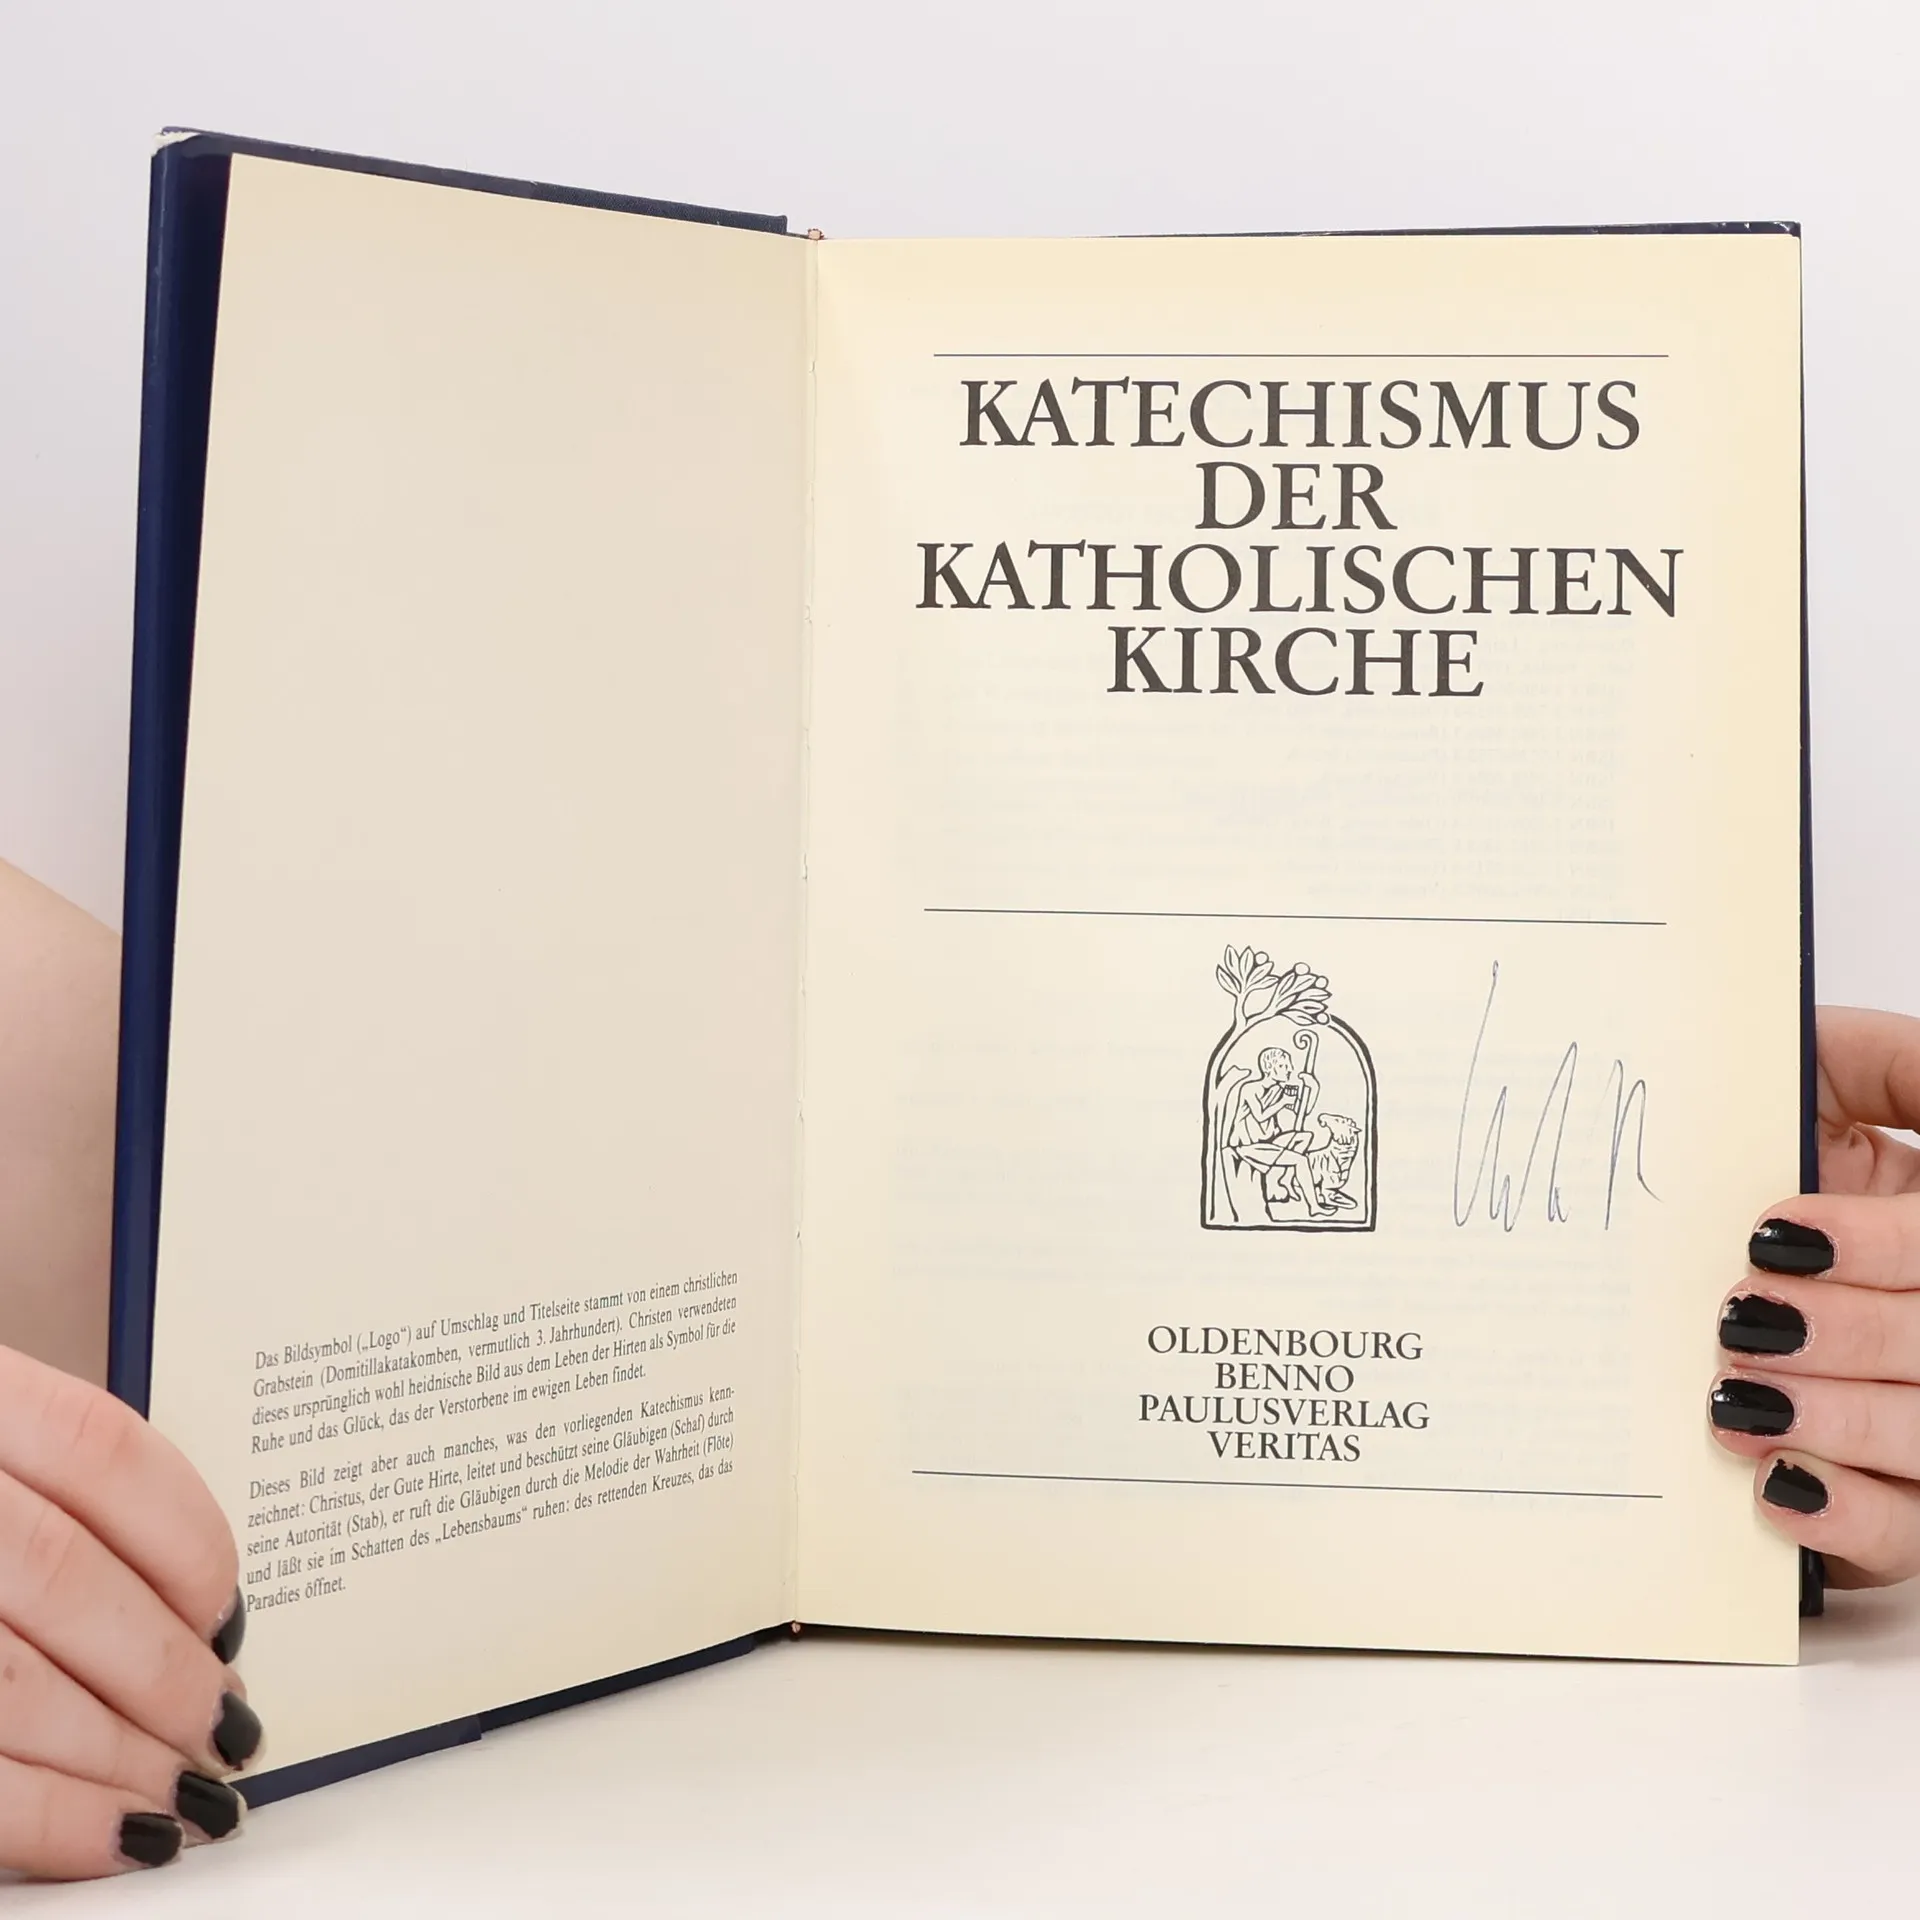 Das Bildsymbol („Logo“) auf Umschlag und Titelseite stammt von einem christlichen
Grabstein (Domitillakatakomben, vermutlich 3. Jahrhundert). Christen verwendeten
dieses ursprünglich wohl heidnische Bild aus dem Leben der Hirten als Symbol für die
Ruhe und das Glück, das der Verstorbene im ewigen Leben findet.
Dieses Bild zeigt aber auch manches, was den vorliegenden Katechismus kenn-
zeichnet: Christus, der Gute Hirte, leitet und beschützt seine Gläubigen (Schaf) durch
seine Autorität (Stab), er ruft die Gläubigen durch die Melodie der Wahrheit (Flöte)
und läßt sie im Schatten des „Lebensbaums“ ruhen: des rettenden Kreuzes, das das
Paradies öffnet.
KATECHISMUS
DER
KATHOLISCHEN
KIRCHE
OLDENBOURG
BENNO
PAULUSVERLAG
VERITAS